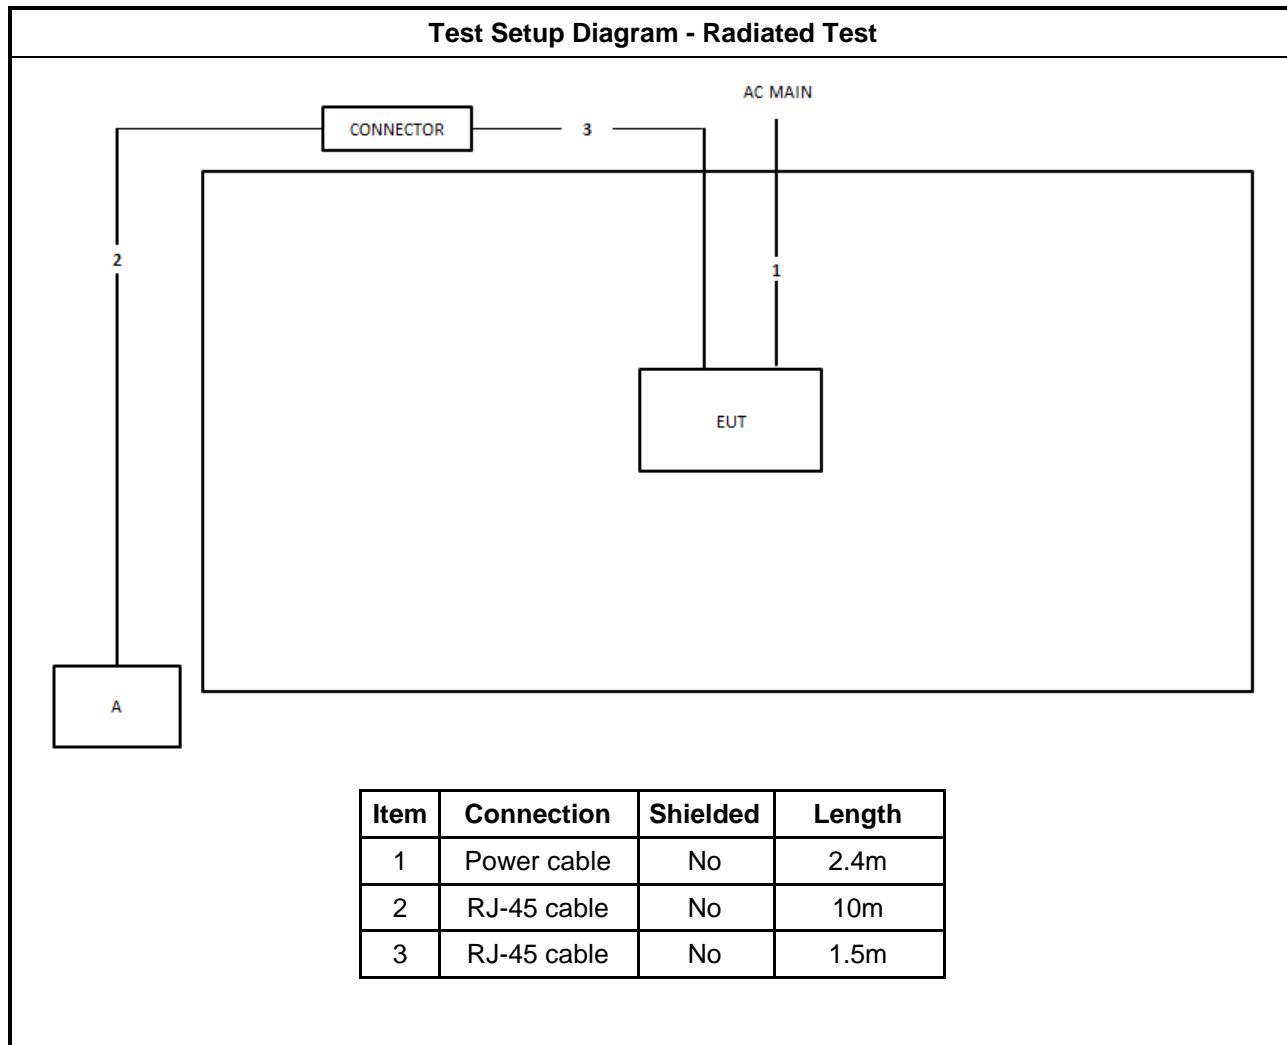 Test Setup Diagram - Radiated Test
AC MAIN
CONNECTOR
3
2
1
EUT
A
Item Connection Shielded Length
1 Power cable No 2.4m
2 RJ-45 cable No 10m
3 RJ-45 cable No 1.5m